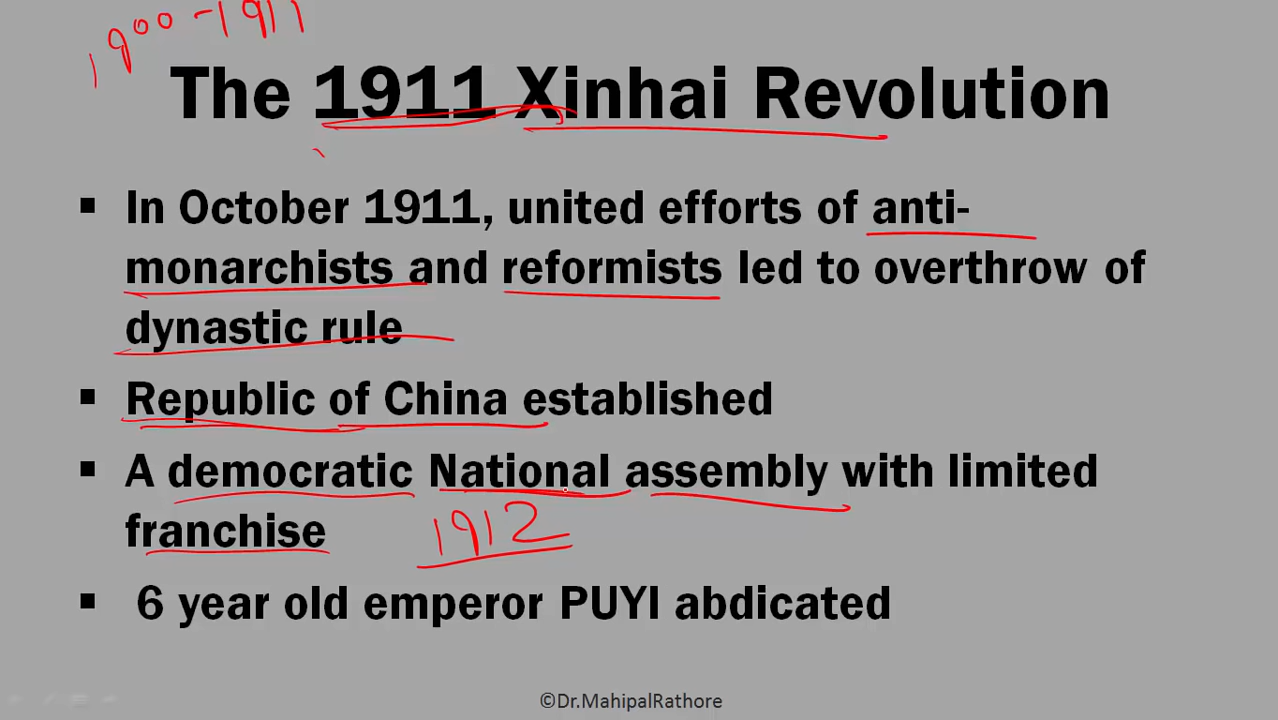 1900-1911
The 1911 Xinhai Revolution
▪ In October 1911, united efforts of anti-
monarchists and reformists led to overthrow of
dynastic rule
▪ Republic of China established
▪ A democratic National assembly with limited
franchise 1912
▪ 6 year old emperor PUYI abdicated
©Dr.MahipalRathore